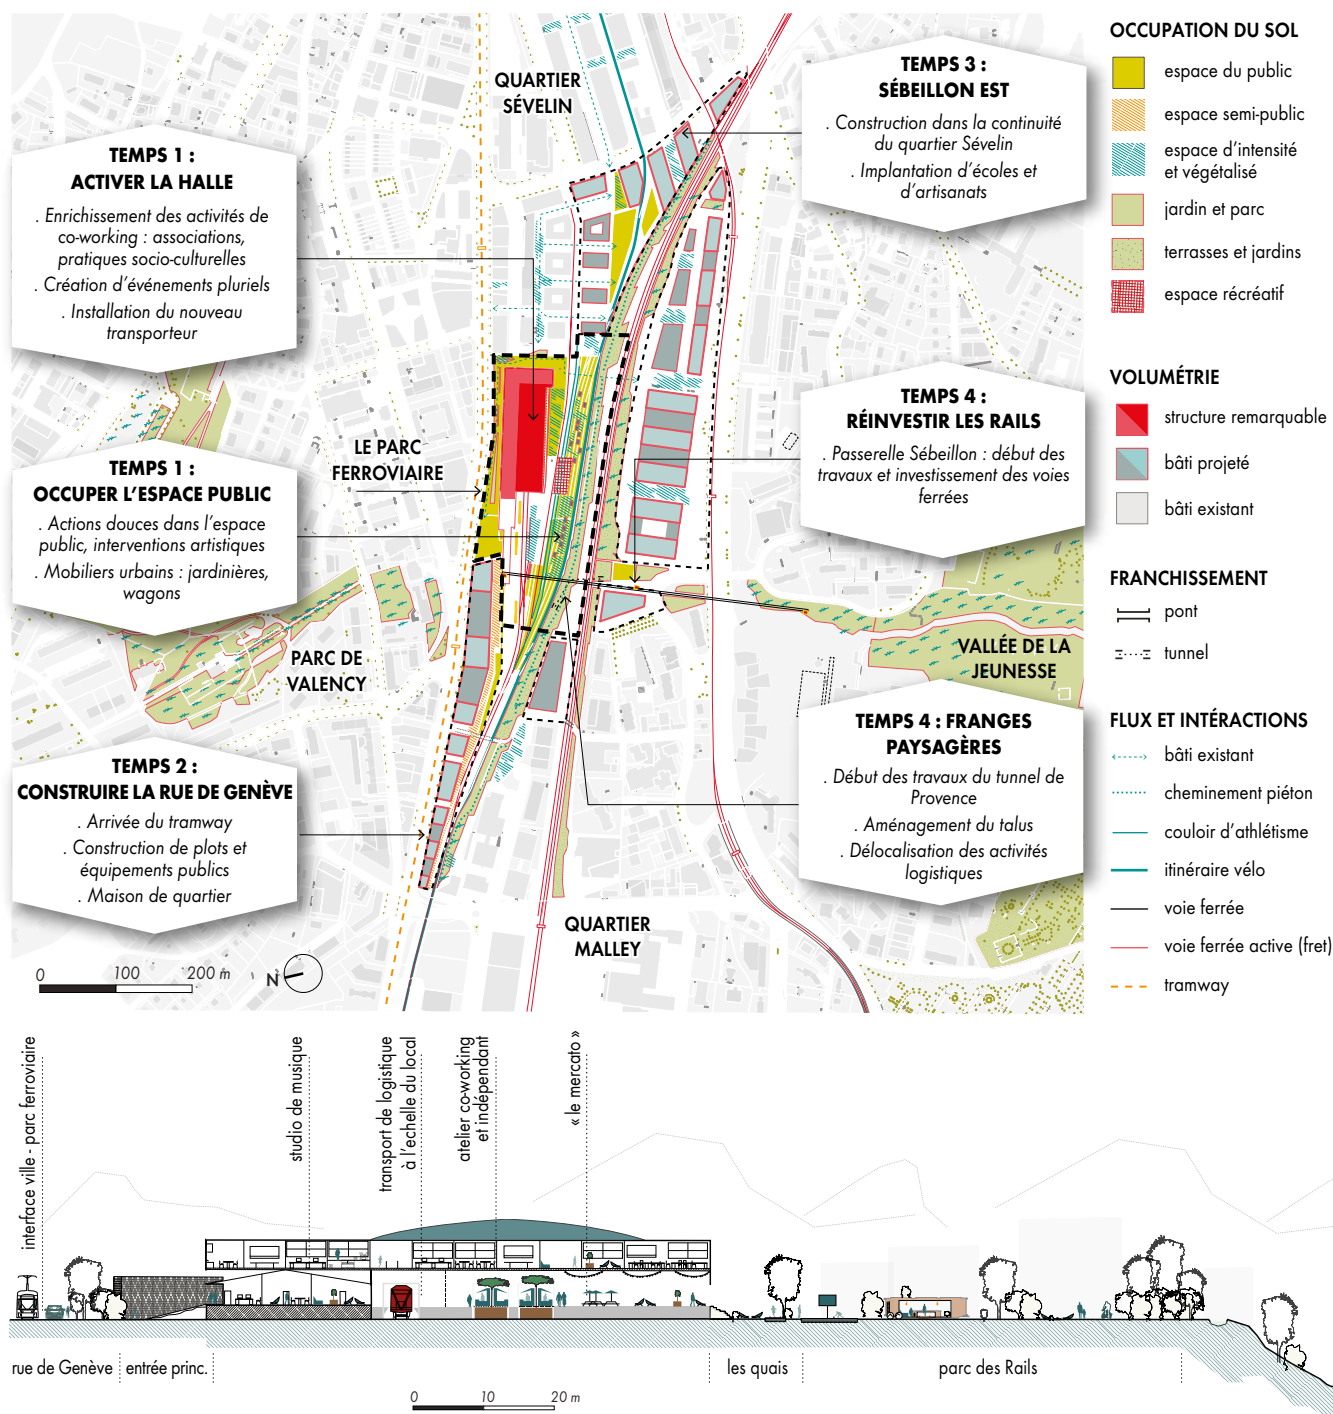 QUARTIER
SÉVELIN
TEMPS 3 :
SÉBEILLON EST
. Construction dans la continuité
du quartier Sévelin
. Implantation d'écoles et
d'artisanats
TEMPS 1 :
ACTIVER LA HALLE
. Enrichissement des activités de
co-working : associations,
pratiques socio-culturelles
. Création d'événements pluriels
. Installation du nouveau
transporteur
LE PARC
FERROVIAIRE
TEMPS 4 :
RÉINVESTIR LES RAILS
. Passerelle Sébeillon : début des
travaux et investissement des voies
ferrées
TEMPS 1 :
OCCUPER L'ESPACE PUBLIC
. Actions douces dans l'espace
public, interventions artistiques
. Mobiliers urbains : jardinières,
wagons
PARC DE
VALENCY
VALLÉE DE LA
JEUNESSE
TEMPS 4 : FRANGES
PAYSAGÈRES
. Début des travaux du tunnel de
Provence
. Aménagement du talus
. Délocalisation des activités
logistiques
TEMPS 2 :
CONSTRUIRE LA RUE DE GENÈVE
. Arrivée du tramway
. Construction de plots et
équipements publics
. Maison de quartier
QUARTIER
MALLEY
0 100 200 m
N
OCCUPATION DU SOL
espace du public
espace semi-public
espace d'intensité
et végétalisé
jardin et parc
terrasses et jardins
espace récréatif
VOLUMÉTRIE
structure remarquable
bâti projeté
bâti existant
FRANCHISSEMENT
pont
tunnel
FLUX ET INTÉRACTIONS
bâti existant
cheminement piéton
couloir d'athlétisme
itinéraire vélo
voie ferrée
voie ferrée active (fret)
tramway
interface ville - parc ferroviaire
studio de musique
transport de logistique
à l'echelle du local
atelier co-working
et indépendant
« le mercato »
rue de Genève
entrée princ.
les quais
parc des Rails
0 10 20 m